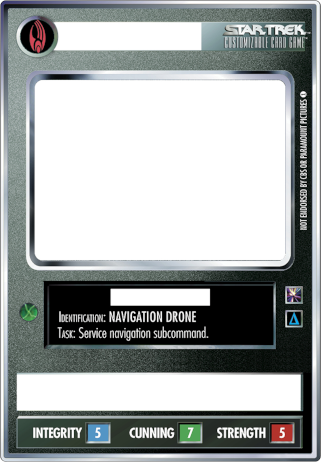 STAR TREK
CUSTOMIZABLE CARD GAME™
NOT ENDORSED BY CBS OR PARAMOUNT PICTURES
IDENTIFICATION: NAVIGATION DRONE
TASK: Service navigation subcommand.
INTEGRITY 5 CUNNING 7 STRENGTH 5